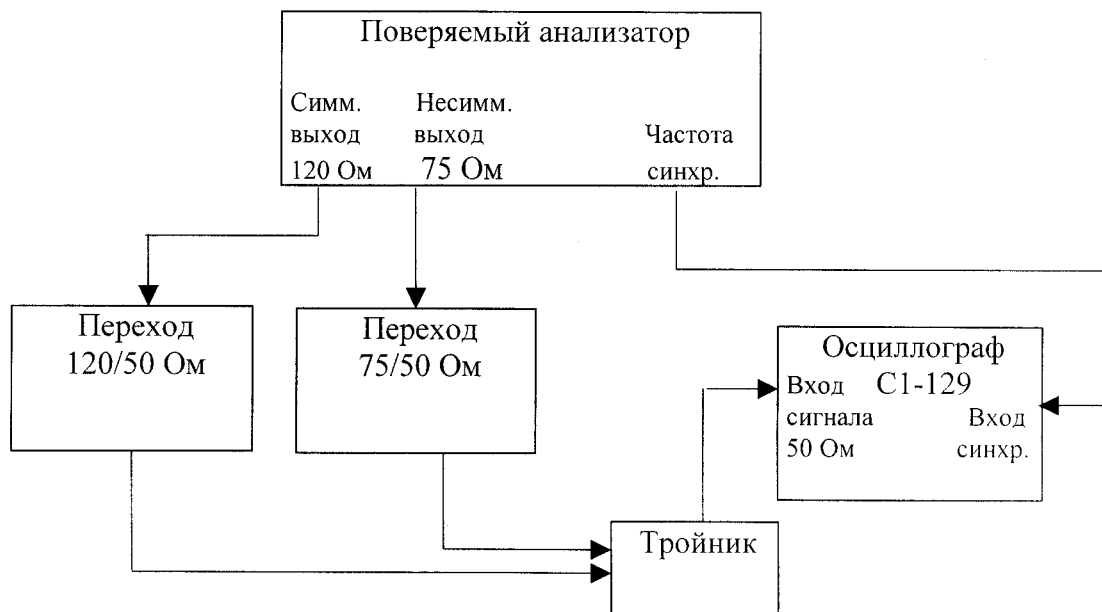 Поверяемый анализатор
Симм.
выход
120 Ом
Несимм.
выход
75 Ом
Частота
синхр.
Переход
120/50 Ом
Переход
75/50 Ом
Осциллограф
С1-129
Вход
сигнала
50 Ом
Вход
синхр.
Тройник